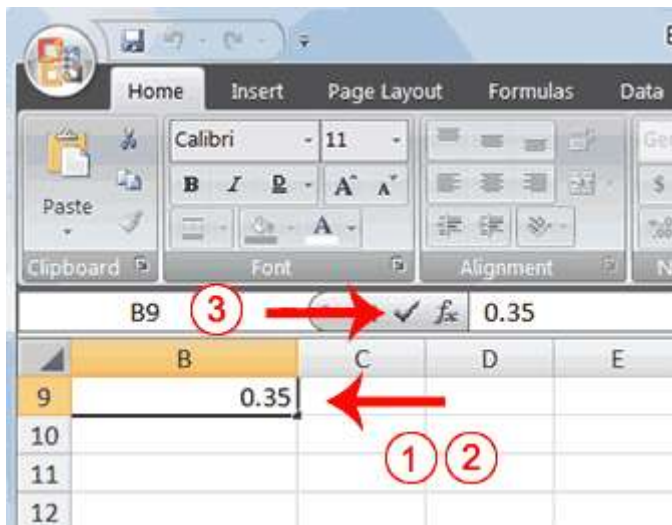 Home Insert Page Layout Formulas Data
Calibri 11
B I A A
Paste
A
Clipboard Font Alignment
B9 3 fx 0.35
B C D E
9 0.35
10
1 2
11
12